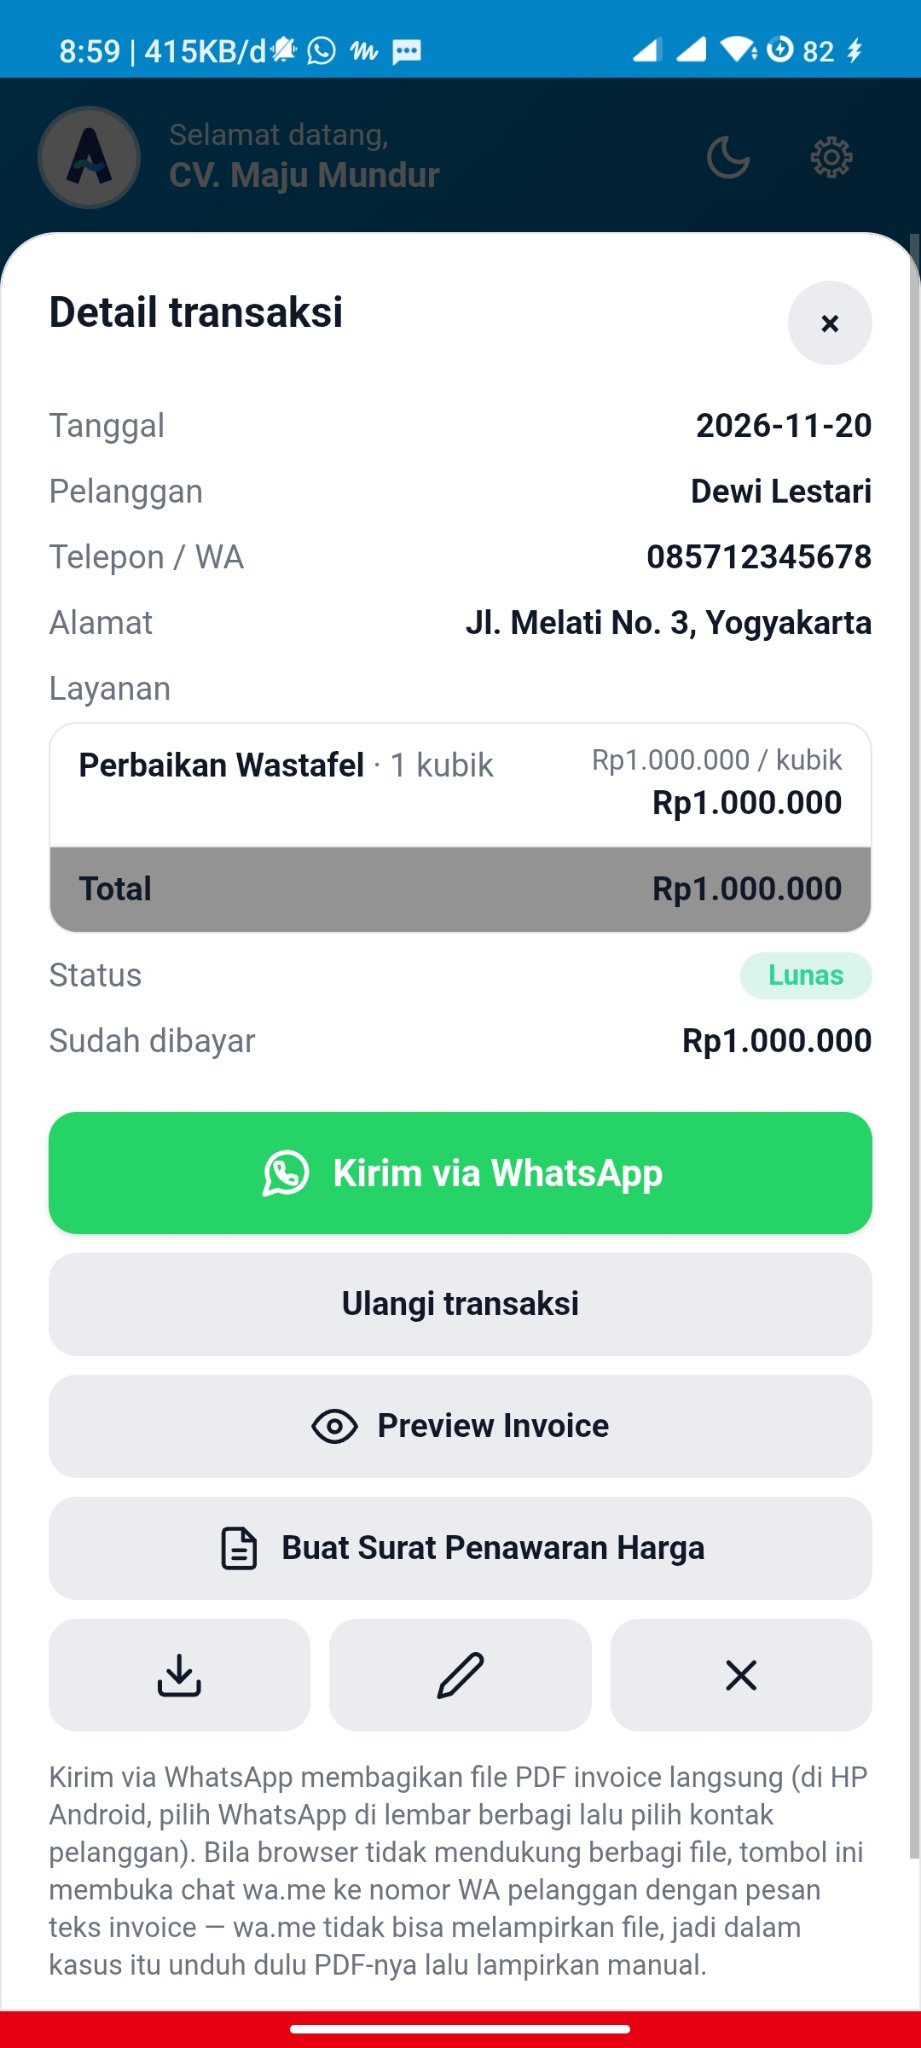 8:59 | 415KB/d 82
Selamat datang,
CV. Maju Mundur
Detail transaksi
Tanggal 2026-11-20
Pelanggan Dewi Lestari
Telepon / WA 085712345678
Alamat Jl. Melati No. 3, Yogyakarta
Layanan
Perbaikan Wastafel · 1 kubik Rp1.000.000 / kubik
Rp1.000.000
Total Rp1.000.000
Status Lunas
Sudah dibayar Rp1.000.000
Kirim via WhatsApp
Ulangi transaksi
Preview Invoice
Buat Surat Penawaran Harga
Kirim via WhatsApp membagikan file PDF invoice langsung (di HP
Android, pilih WhatsApp di lembar berbagi lalu pilih kontak
pelanggan). Bila browser tidak mendukung berbagi file, tombol ini
membuka chat wa.me ke nomor WA pelanggan dengan pesan
teks invoice — wa.me tidak bisa melampirkan file, jadi dalam
kasus itu unduh dulu PDF-nya lalu lampirkan manual.